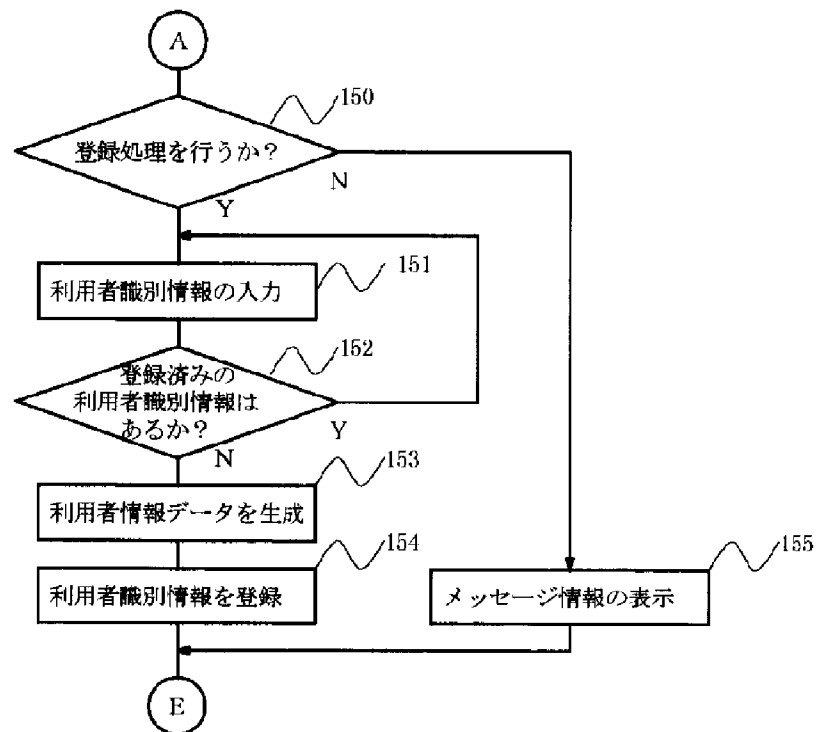 A
150
登録処理を行うか?
N
Y
151
利用者識別情報の入力
152
登録済みの
利用者識別情報は
あるか?
Y
N
153
利用者情報データを生成
154
利用者識別情報を登録
155
メッセージ情報の表示
E